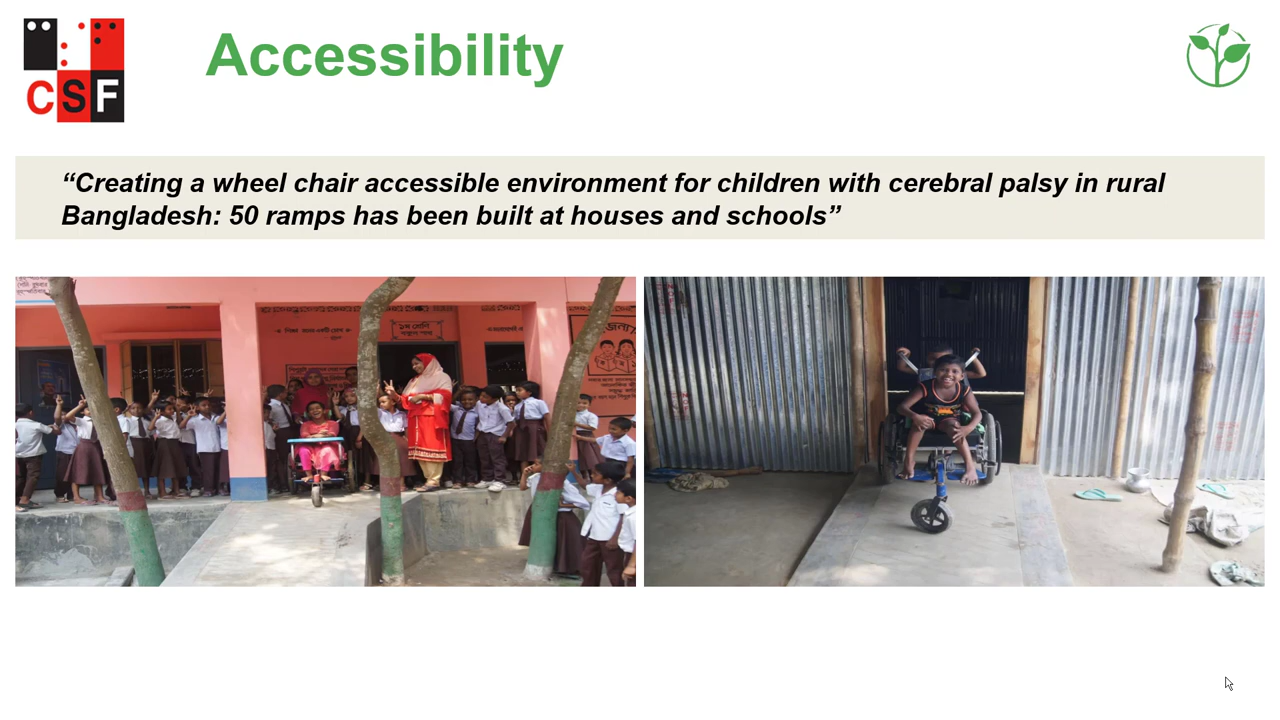 CSF
Accessibility
“Creating a wheel chair accessible environment for children with cerebral palsy in rural
Bangladesh: 50 ramps has been built at houses and schools”
১ম শ্রেণি